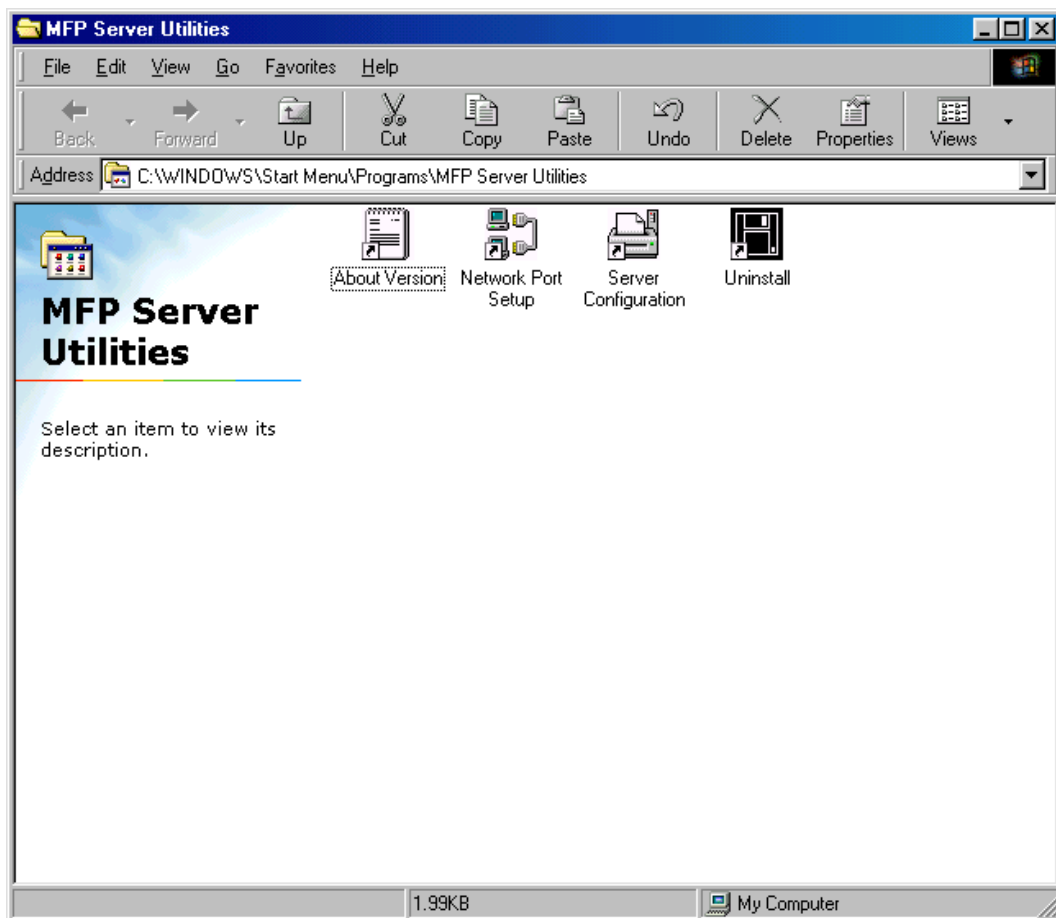 MFP Server Utilities
File Edit View Go Favorites Help
Back Forward Up Cut Copy Paste Undo Delete Properties Views
Address C:\WINDOWS\Start Menu\Programs\MFP Server Utilities
MFP Server
Utilities
Select an item to view its
description.
About Version
Network Port
Setup
Server
Configuration
Uninstall
1.99KB
My Computer